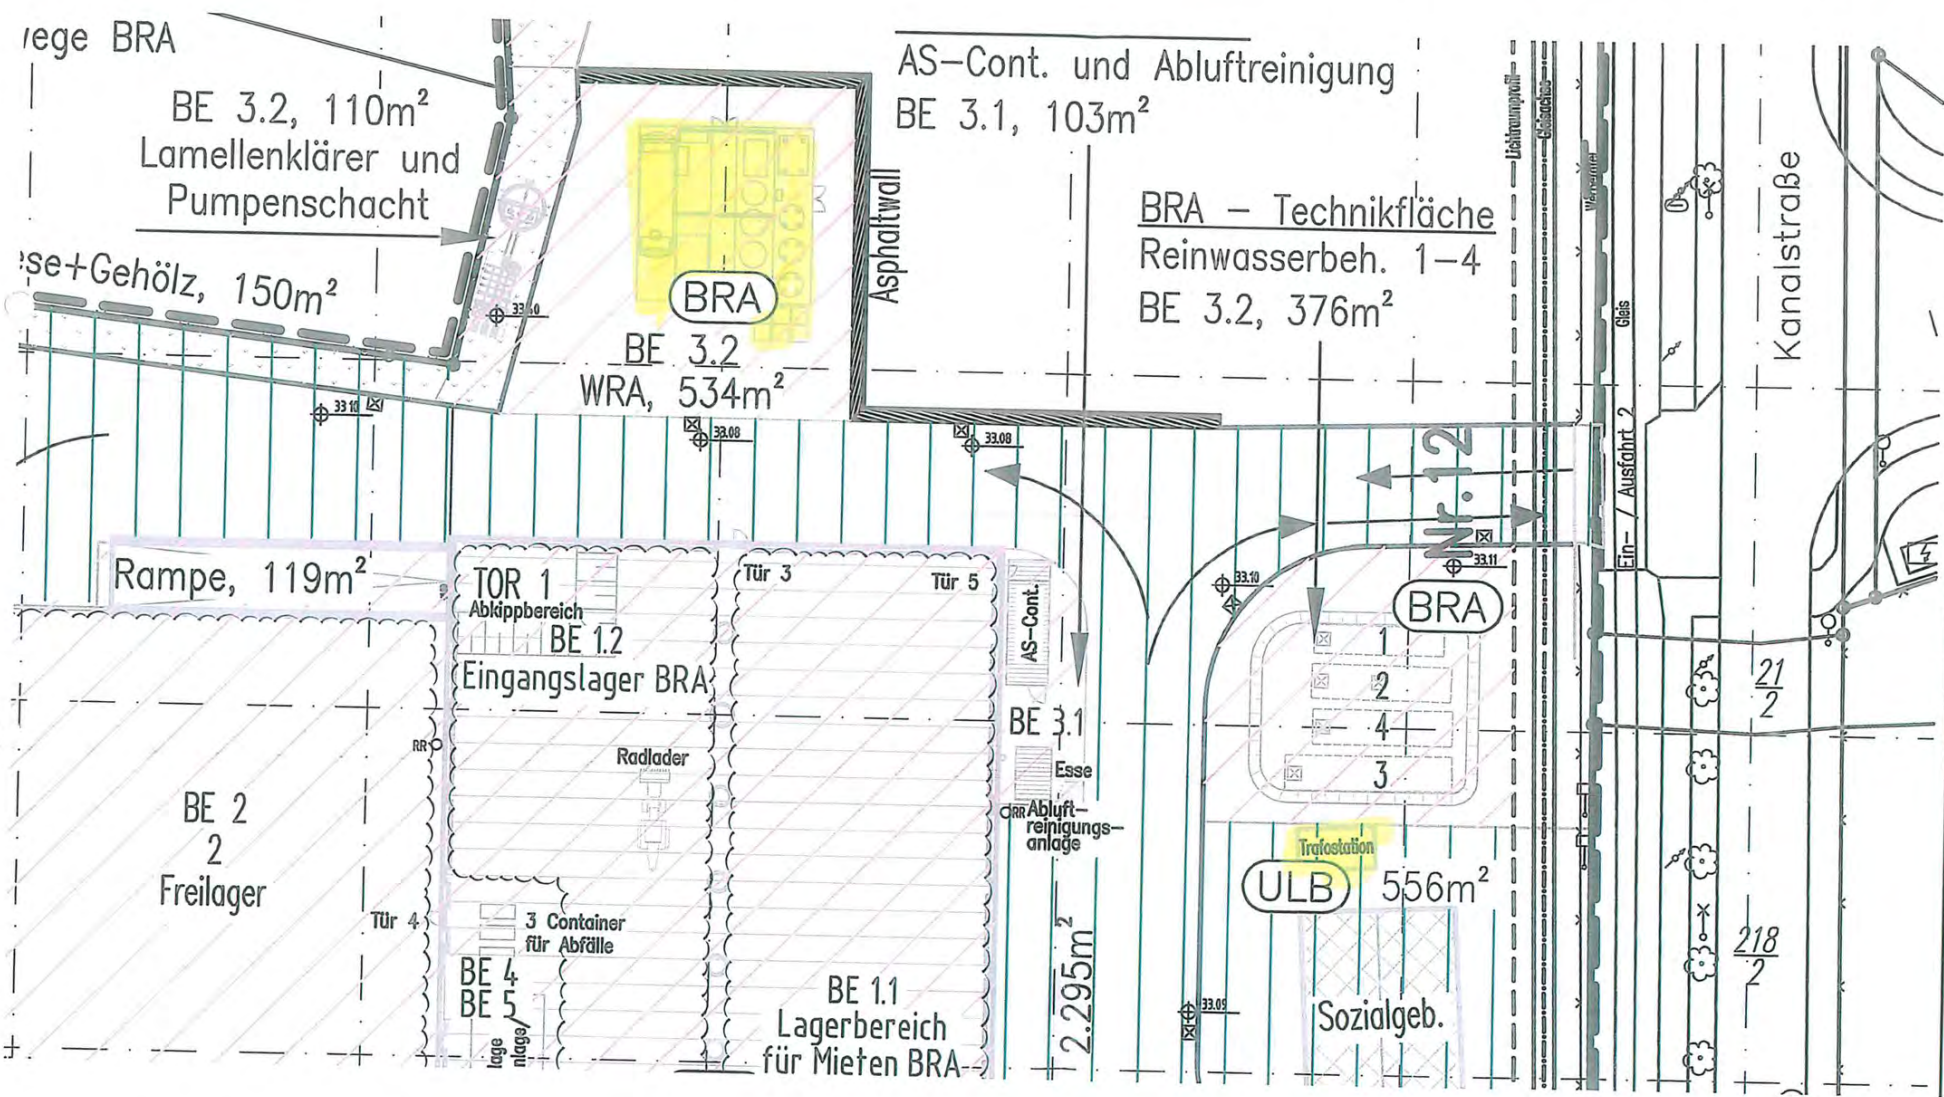 BRA
BE 3.2, 110m²
Lamellenklärer und
Pumpenschacht
se+Gehölz, 150m²
AS-Cont. und Abluftreinigung
BE 3.1, 103m²
BRA - Technikfläche
Reinwasserbeh. 1-4
BE 3.2, 376m²
Asphaltwall
BRA
BE 3.2
WRA, 534m²
33.10
33.08
33.08
Lichtraumprofil
Gleisachse
Gleis
Kanalstraße
Nr.12
Ein- / Ausfahrt 2
33.11
33.10
Rampe, 119m²
TOR 1
Abkippbereich
BE 1.2
Eingangslager BRA
Tür 3
Tür 5
AS-Cont.
BRA
1
2
4
3
BE 3.1
Esse
RR
Abluft-
reinigungs-
anlage
RR
Radlader
BE 2
2
Freilager
Tür 4
3 Container
für Abfälle
BE 4
BE 5
BE 1.1
Lagerbereich
für Mieten BRA
2.295m²
Trafostation
ULB 556m²
33.09
Sozialgeb.
21
2
218
2